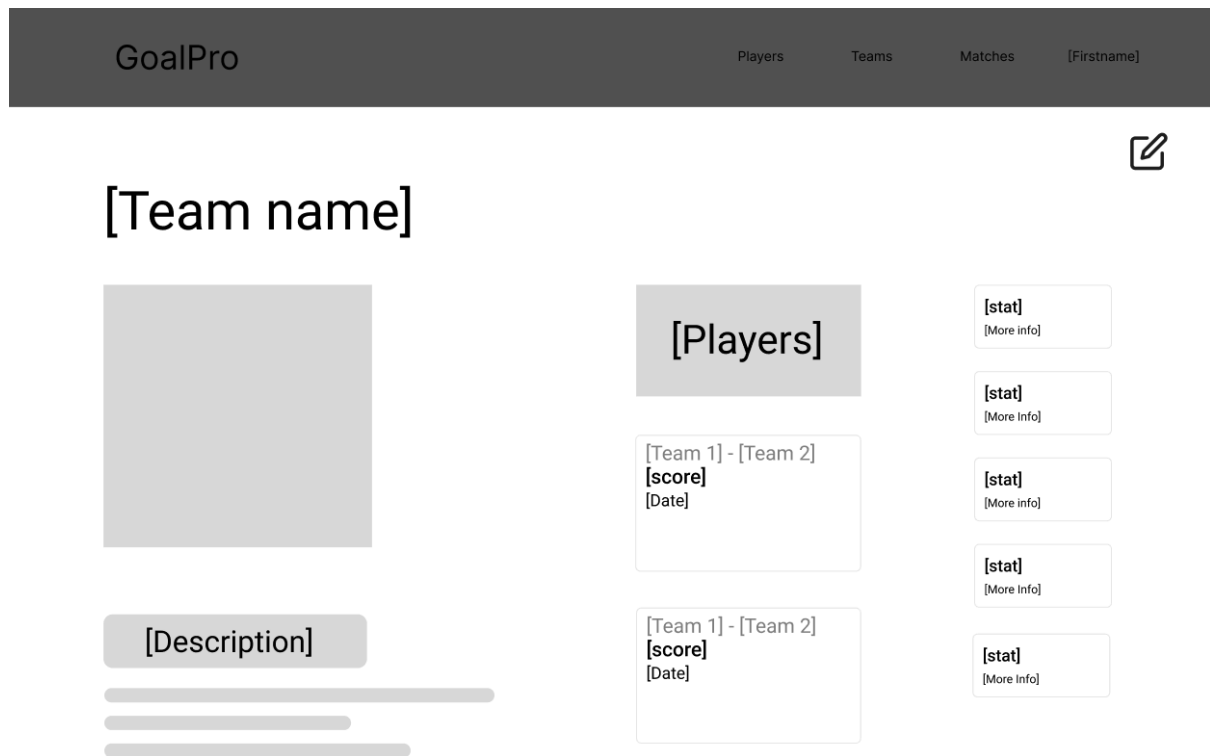 GoalPro
Players
Teams
Matches
[Firstname]
[Team name]
[Description]
[Players]
[Team 1] - [Team 2]
[score]
[Date]
[Team 1] - [Team 2]
[score]
[Date]
[stat]
[More info]
[stat]
[More Info]
[stat]
[More info]
[stat]
[More Info]
[stat]
[More Info]